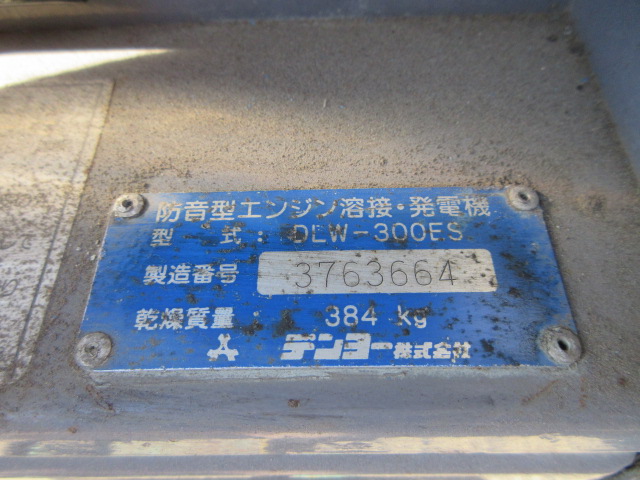 防音型エンジン溶接・発電機
型式: DLW-300ES
製造番号 3763664
乾燥質量: 384 kg
デンヨー株式会社